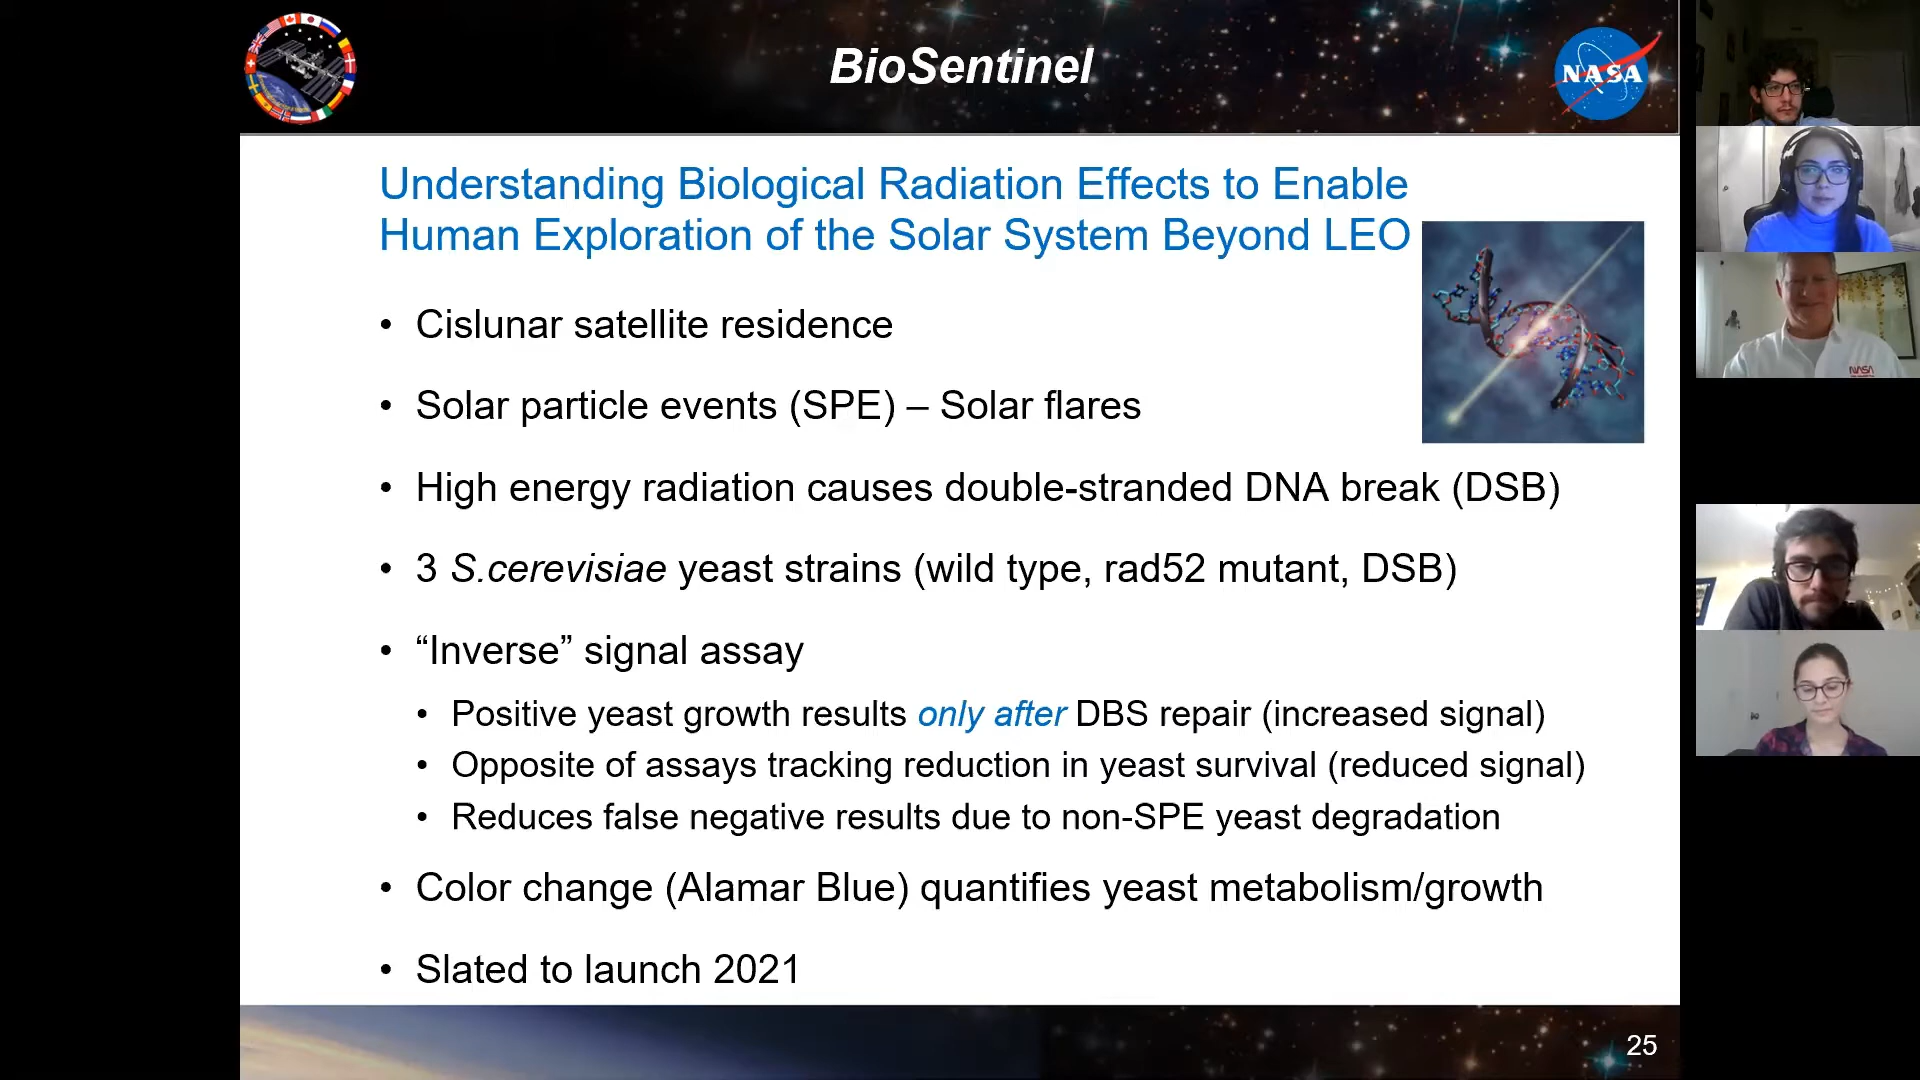 BioSentinel
NASA
Understanding Biological Radiation Effects to Enable
Human Exploration of the Solar System Beyond LEO
• Cislunar satellite residence
• Solar particle events (SPE) – Solar flares
• High energy radiation causes double-stranded DNA break (DSB)
• 3 S.cerevisiae yeast strains (wild type, rad52 mutant, DSB)
• “Inverse” signal assay
• Positive yeast growth results only after DBS repair (increased signal)
• Opposite of assays tracking reduction in yeast survival (reduced signal)
• Reduces false negative results due to non-SPE yeast degradation
• Color change (Alamar Blue) quantifies yeast metabolism/growth
• Slated to launch 2021
25
NASA